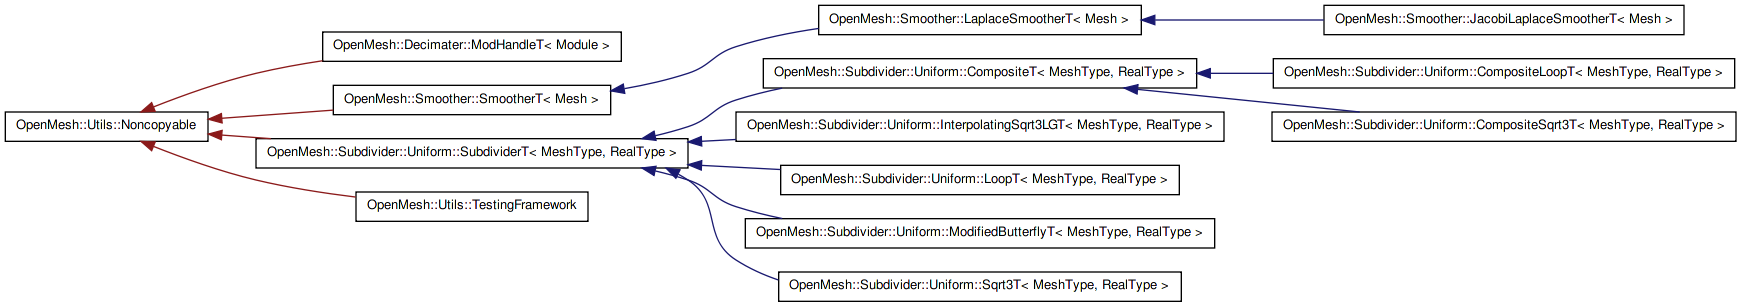 OpenMesh::Smoother::LaplaceSmootherT< Mesh >
OpenMesh::Smoother::JacobiLaplaceSmootherT< Mesh >
OpenMesh::Decimater::ModHandleT< Module >
OpenMesh::Subdivider::Uniform::CompositeT< MeshType, RealType >
OpenMesh::Subdivider::Uniform::CompositeLoopT< MeshType, RealType >
OpenMesh::Smoother::SmootherT< Mesh >
OpenMesh::Utils::Noncopyable
OpenMesh::Subdivider::Uniform::InterpolatingSqrt3LGT< MeshType, RealType >
OpenMesh::Subdivider::Uniform::CompositeSqrt3T< MeshType, RealType >
OpenMesh::Subdivider::Uniform::SubdividerT< MeshType, RealType >
OpenMesh::Subdivider::Uniform::LoopT< MeshType, RealType >
OpenMesh::Utils::TestingFramework
OpenMesh::Subdivider::Uniform::ModifiedButterflyT< MeshType, RealType >
OpenMesh::Subdivider::Uniform::Sqrt3T< MeshType, RealType >